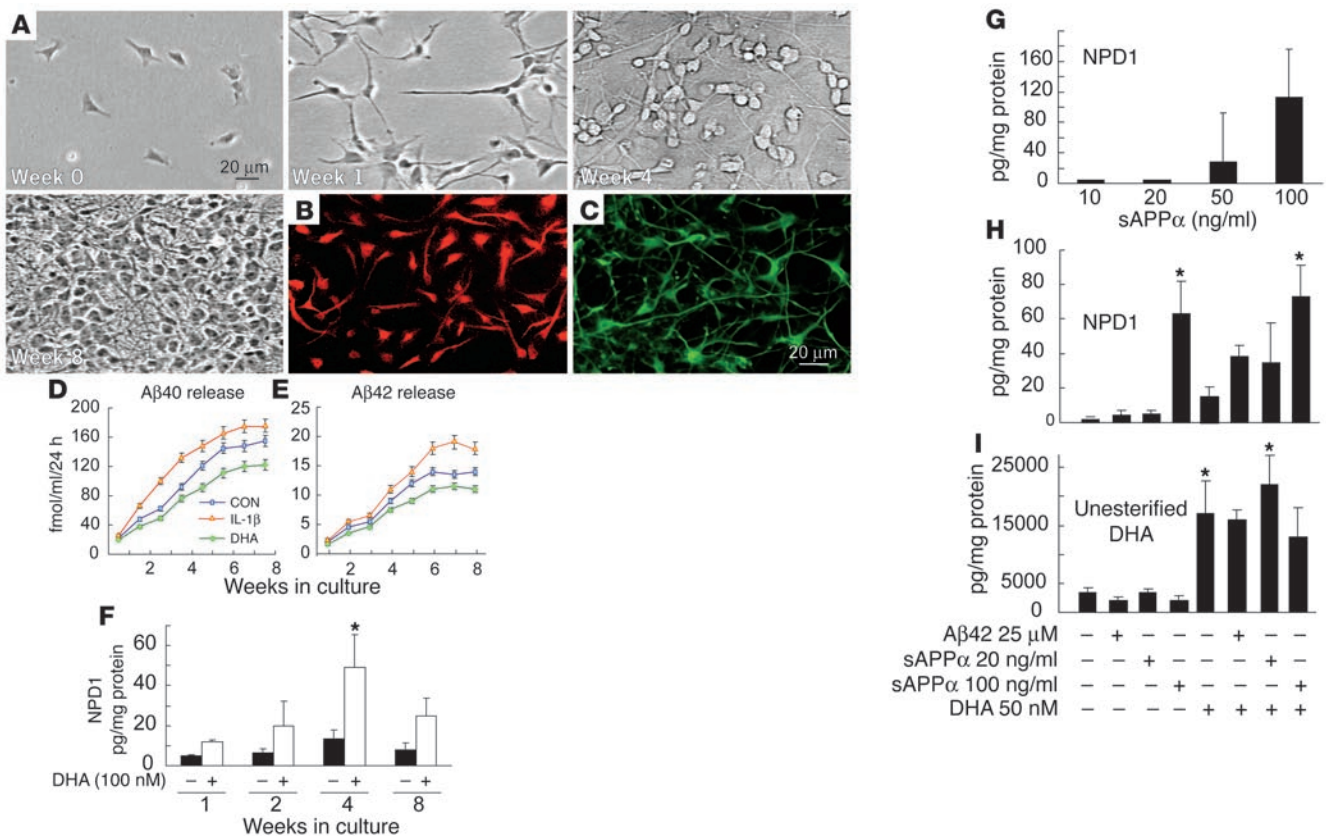 A
Week 0
20 μm
Week 1
Week 4
Week 8
B
C
20 μm
D
Aβ40 release
fmol/ml/24 h
200
160
120
80
40
0
CON
IL-1β
DHA
2 4 6 8
E
Aβ42 release
25
20
15
10
5
0
2 4 6 8
Weeks in culture
F
NPD1
pg/mg protein
60
40
20
0
DHA (100 nM) – + – + – + – +
1 2 4 8
Weeks in culture
G
NPD1
pg/mg protein
160
120
80
40
0
10 20 50 100
sAPPα (ng/ml)
H
NPD1
pg/mg protein
100
80
60
40
20
0
* *
I
Unesterified
DHA
pg/mg protein
25000
15000
5000
0
* *
Aβ42 25 μM – + – – – + – –
sAPPα 20 ng/ml – – + – – – + –
sAPPα 100 ng/ml – – – + – – – +
DHA 50 nM – – – – + + + +